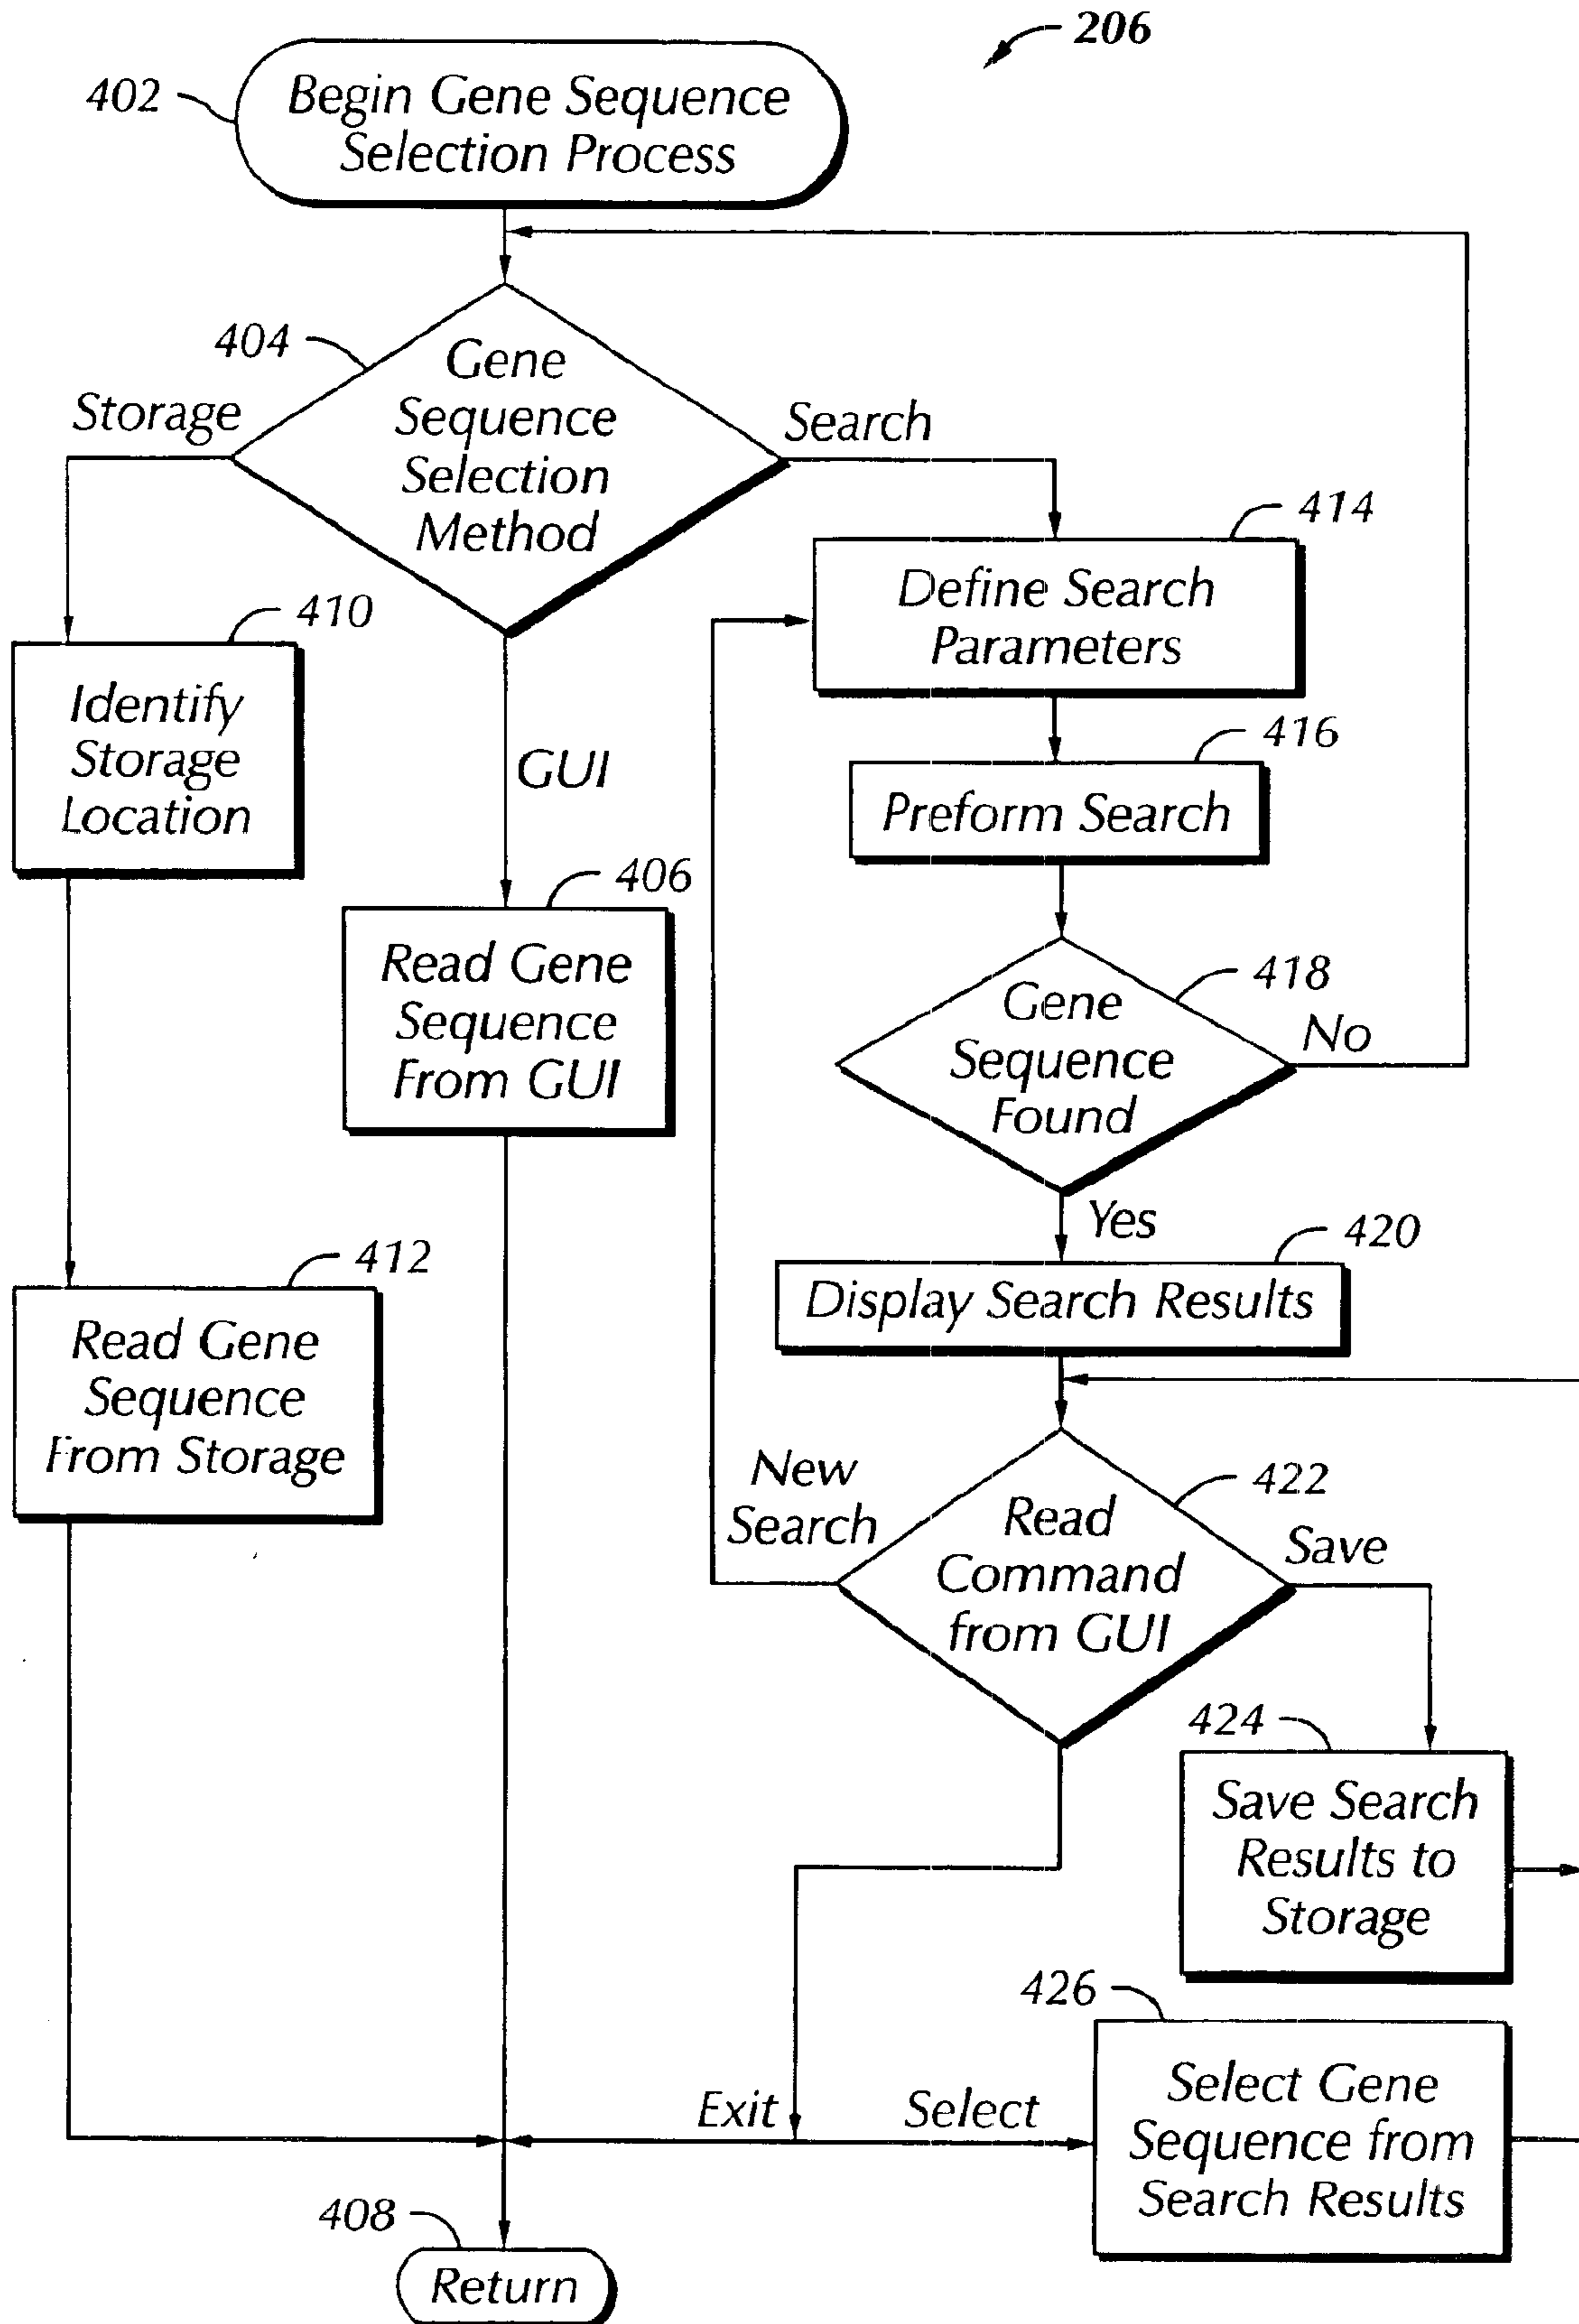 206
402
Begin Gene Sequence
Selection Process
404
Gene
Sequence
Selection
Method
Storage
Search
414
Define Search
Parameters
410
Identify
Storage
Location
GUI
416
Preform Search
406
Read Gene
Sequence
From GUI
418
Gene
Sequence
Found
No
Yes
420
Display Search Results
412
Read Gene
Sequence
From Storage
New
Search
422
Read
Command
from GUI
Save
424
Save Search
Results to
Storage
426
Exit
Select
Select Gene
Sequence from
Search Results
408
Return